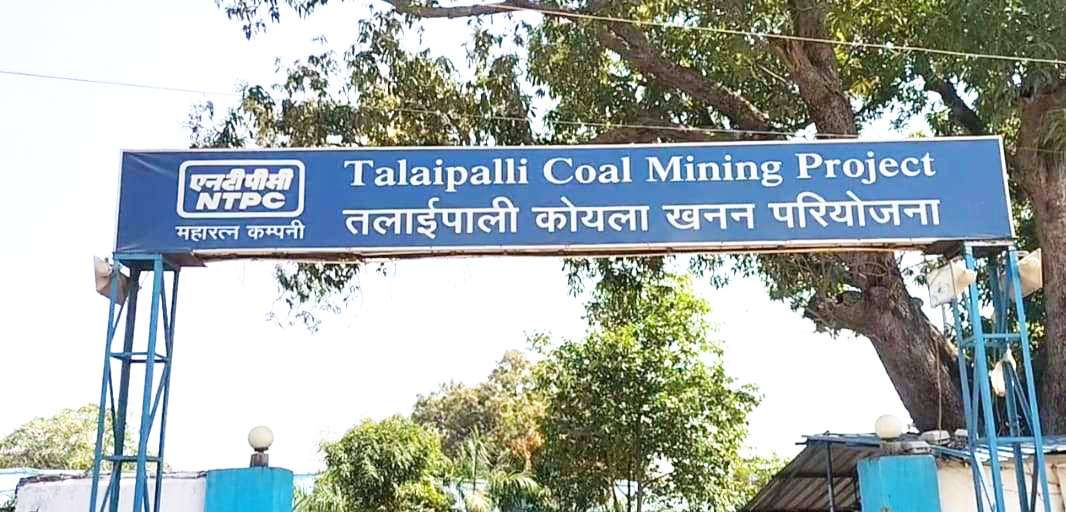 एनटीपीसी
NTPC
महारत्न कम्पनी
Talaipalli Coal Mining Project
तलाईपाली कोयला खनन परियोजना